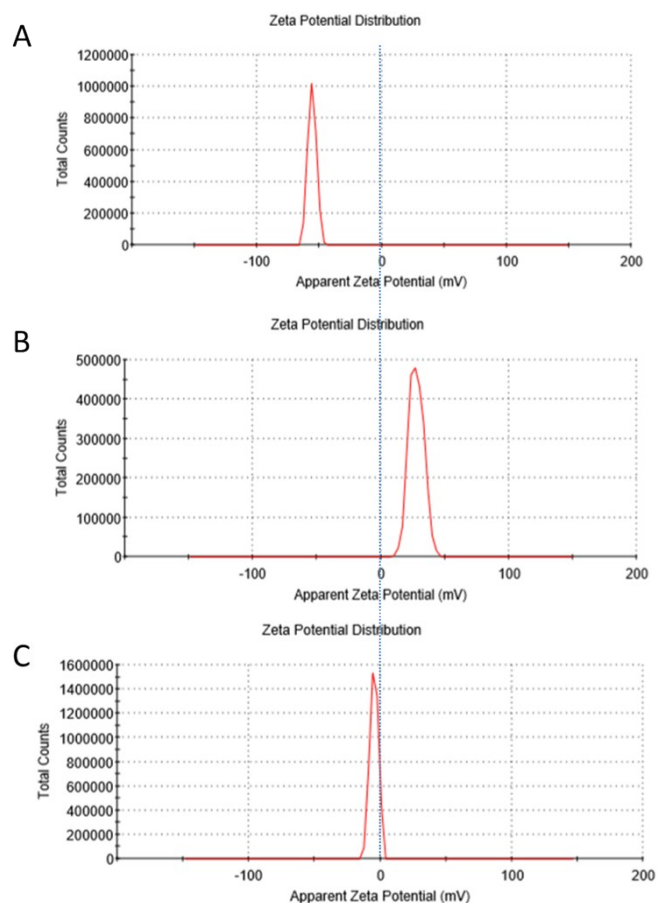 A
Zeta Potential Distribution
1200000
1000000
800000
600000
400000
200000
0
-100
0
100
200
Total Counts
Apparent Zeta Potential (mV)
B
Zeta Potential Distribution
500000
400000
300000
200000
100000
0
-100
0
100
200
Total Counts
Apparent Zeta Potential (mV)
C
Zeta Potential Distribution
1600000
1400000
1200000
1000000
800000
600000
400000
200000
0
-100
0
100
200
Total Counts
Apparent Zeta Potential (mV)